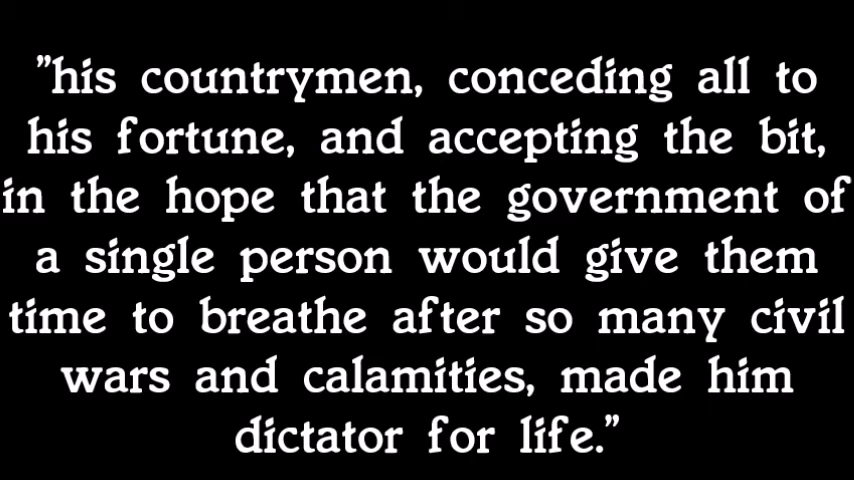 "his countrymen, conceding all to
his fortune, and accepting the bit,
in the hope that the government of
a single person would give them
time to breathe after so many civil
wars and calamities, made him
dictator for life."